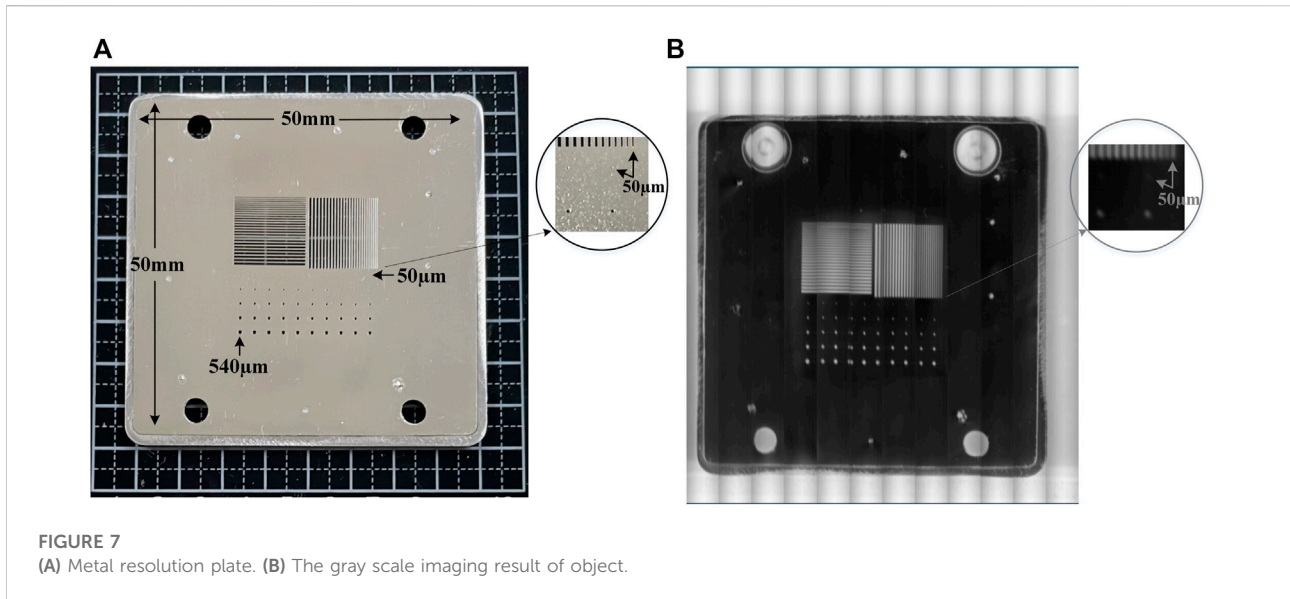 A
B
50mm
50mm
50μm
50μm
50μm
540μm
FIGURE 7
(A) Metal resolution plate. (B) The gray scale imaging result of object.